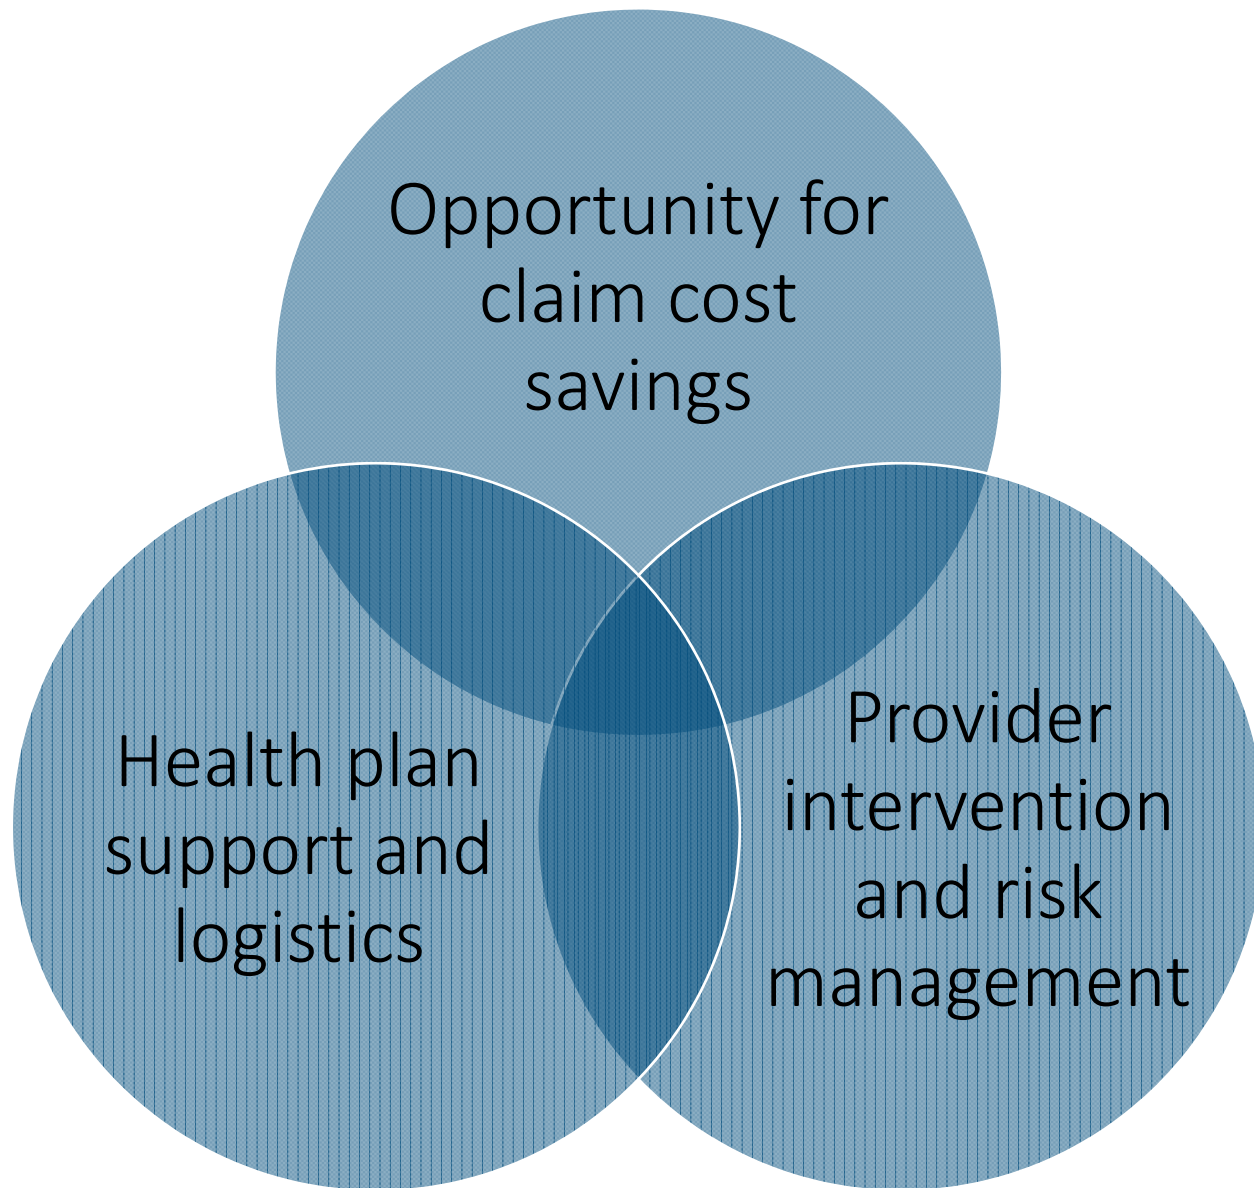 Opportunity for
claim cost
savings
Health plan
support and
logistics
Provider
intervention
and risk
management